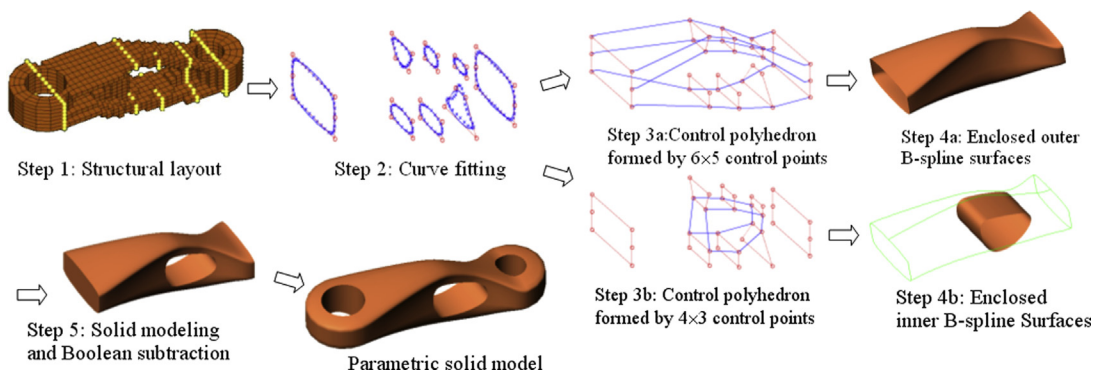 Step 1: Structural layout
Step 2: Curve fitting
Step 3a:Control polyhedron
formed by 6×5 control points
Step 4a: Enclosed outer
B-spline surfaces
Step 3b: Control polyhedron
formed by 4×3 control points
Step 4b: Enclosed
inner B-spline Surfaces
Step 5: Solid modeling
and Boolean subtraction
Parametric solid model